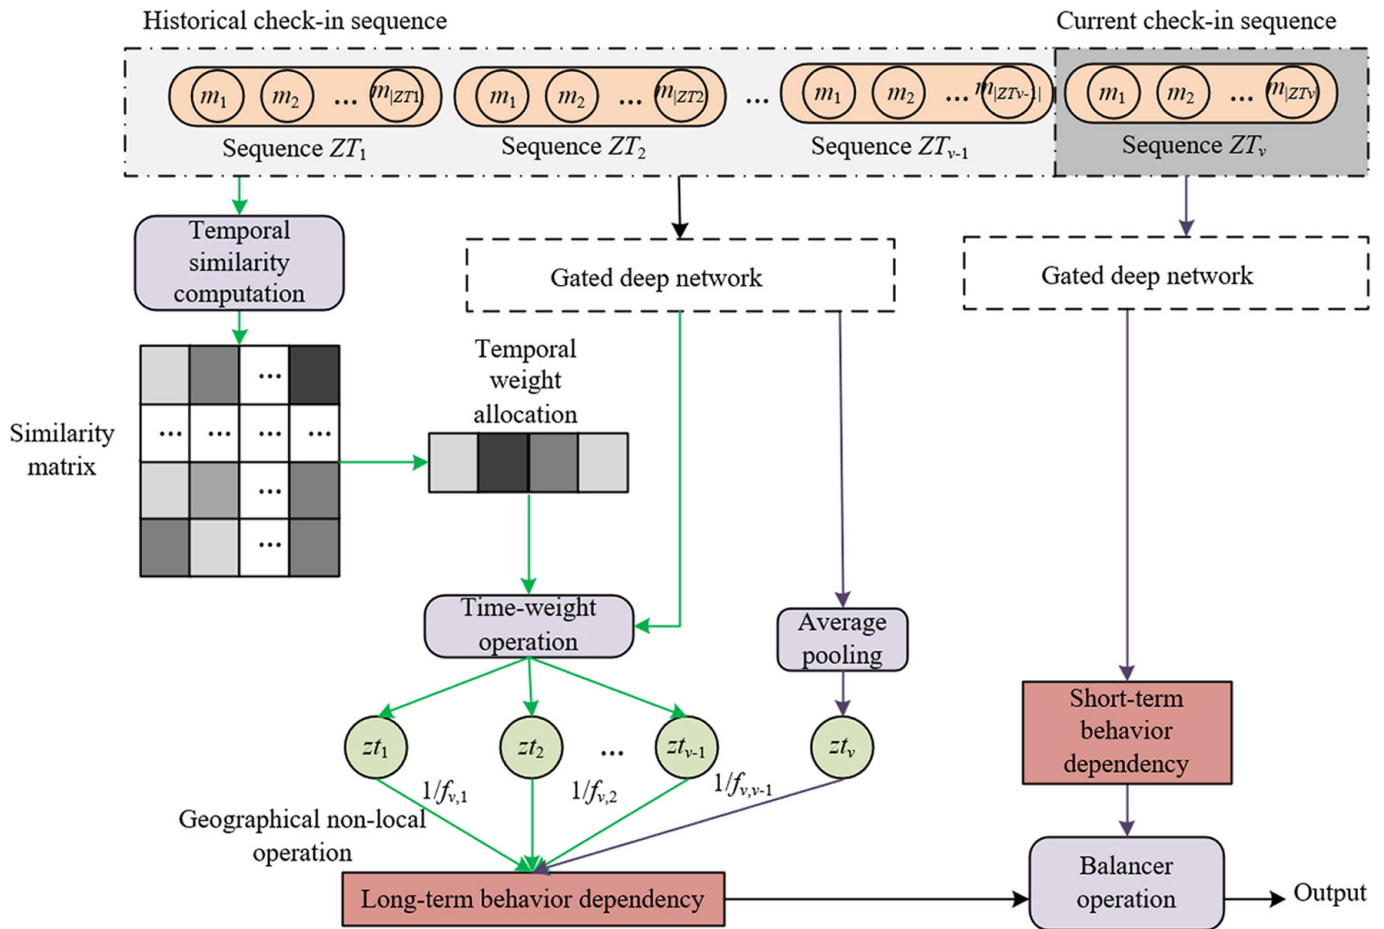 Historical check-in sequence
Current check-in sequence
m1 m2 ... m|ZT1|
m1 m2 ... m|ZT2|
...
m1 m2 ... m|ZTv-1|
m1 m2 ... m|ZTv|
Sequence ZT1
Sequence ZT2
Sequence ZTv-1
Sequence ZTv
Temporal
similarity
computation
Gated deep network
Gated deep network
Temporal
weight
allocation
...
... ... ... ...
...
...
Similarity
matrix
Time-weight
operation
Average
pooling
Short-term
behavior
dependency
zt1
zt2
...
ztv-1
ztv
1/fv,1
1/fv,2
1/fv,v-1
Geographical non-local
operation
Long-term behavior dependency
Balancer
operation
Output